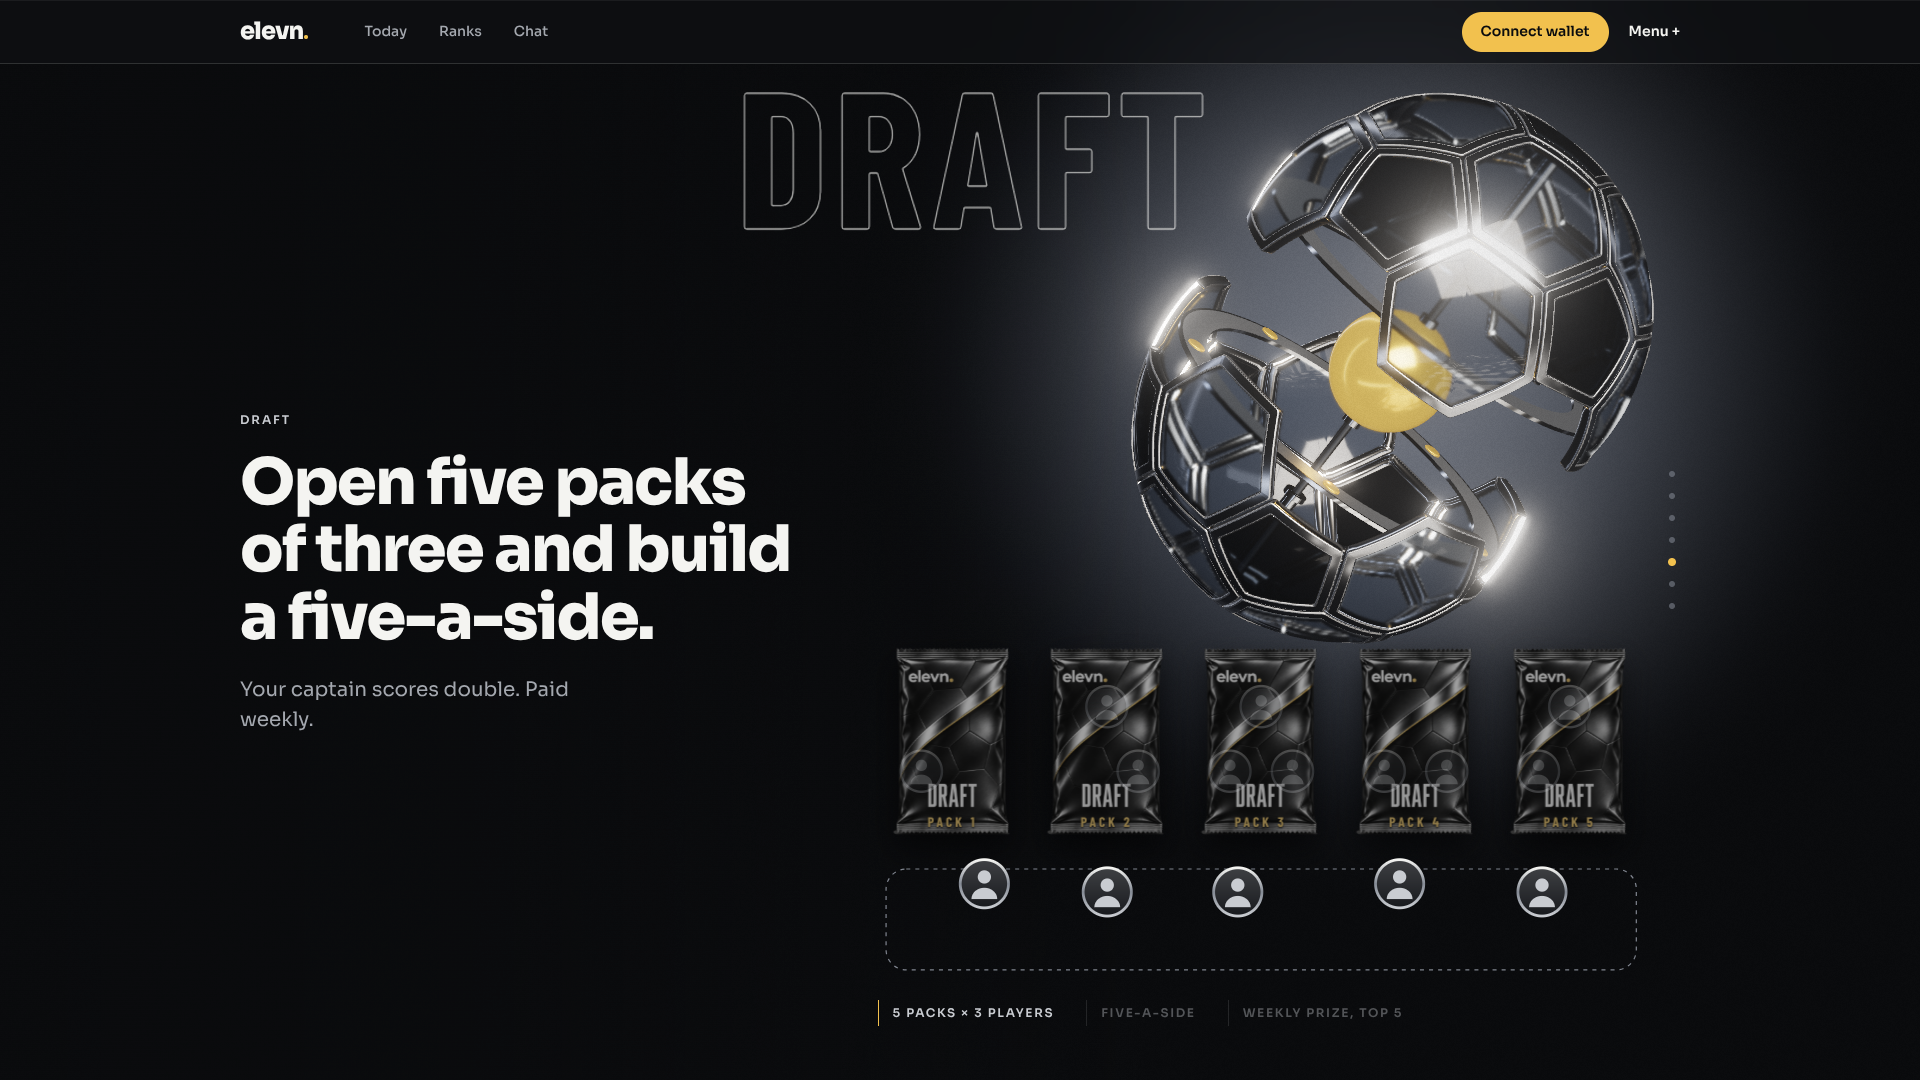 elevn.
Today
Ranks
Chat
Connect wallet
Menu +
DRAFT
DRAFT
Open five packs
of three and build
a five-a-side.
Your captain scores double. Paid
weekly.
elevn.
DRAFT
PACK 1
elevn.
DRAFT
PACK 2
elevn.
DRAFT
PACK 3
elevn.
DRAFT
PACK 4
elevn.
DRAFT
PACK 5
5 PACKS × 3 PLAYERS
FIVE-A-SIDE
WEEKLY PRIZE, TOP 5